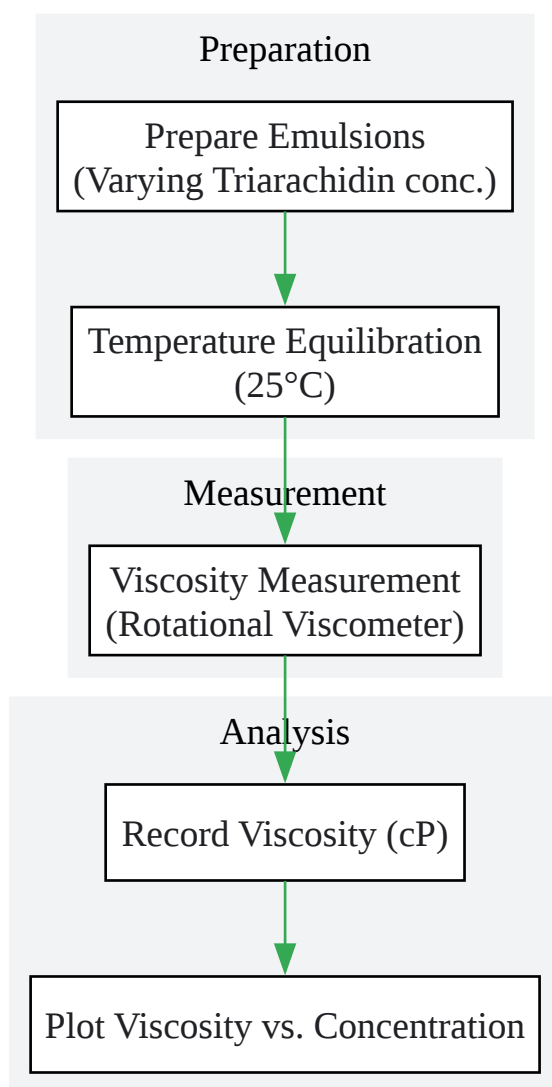 Preparation
Prepare Emulsions
(Varying Triarachidin conc.)
Temperature Equilibration
(25°C)
Measurement
Viscosity Measurement
(Rotational Viscometer)
Analysis
Record Viscosity (cP)
Plot Viscosity vs. Concentration